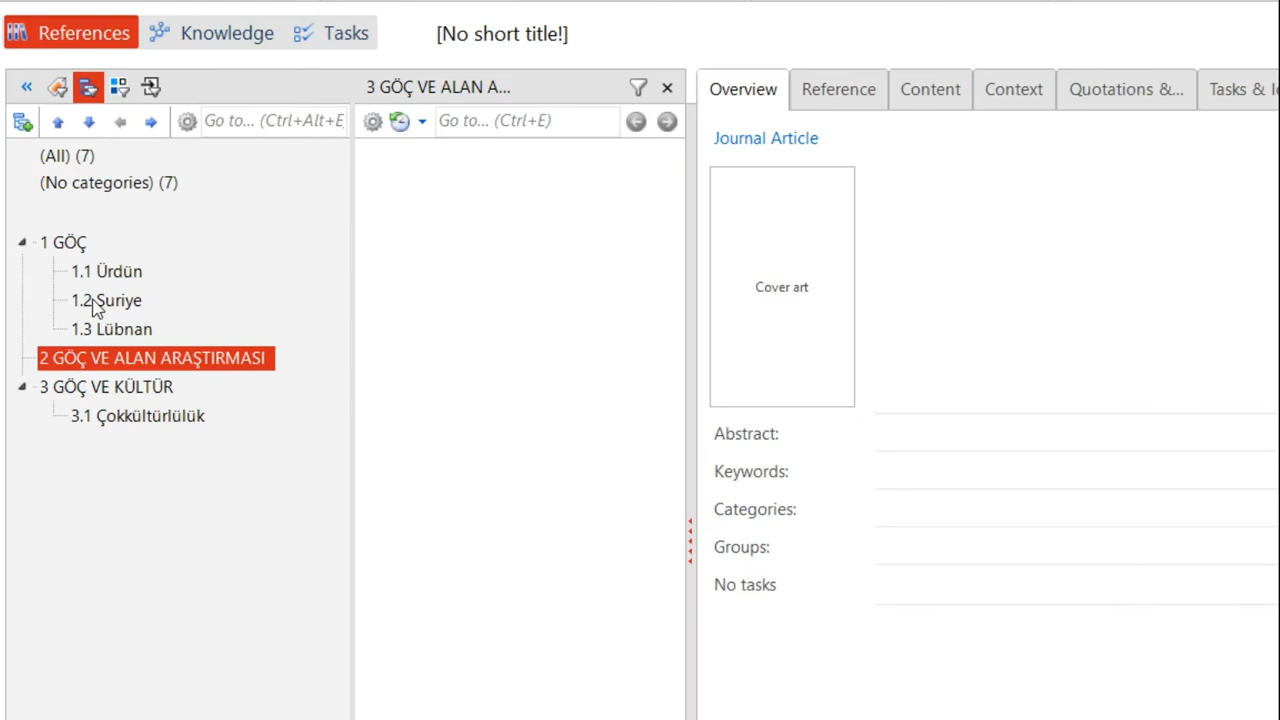 References Knowledge Tasks [No short title!]
3 GÖÇ VE ALAN A...
Go to... (Ctrl+Alt+E
Go to... (Ctrl+E)
(All) (7)
(No categories) (7)
1 GÖÇ
1.1 Ürdün
1.2 Suriye
1.3 Lübnan
2 GÖÇ VE ALAN ARAŞTIRMASI
3 GÖÇ VE KÜLTÜR
3.1 Çokkültürlülük
Overview Reference Content Context Quotations &... Tasks & l
Journal Article
Cover art
Abstract:
Keywords:
Categories:
Groups:
No tasks